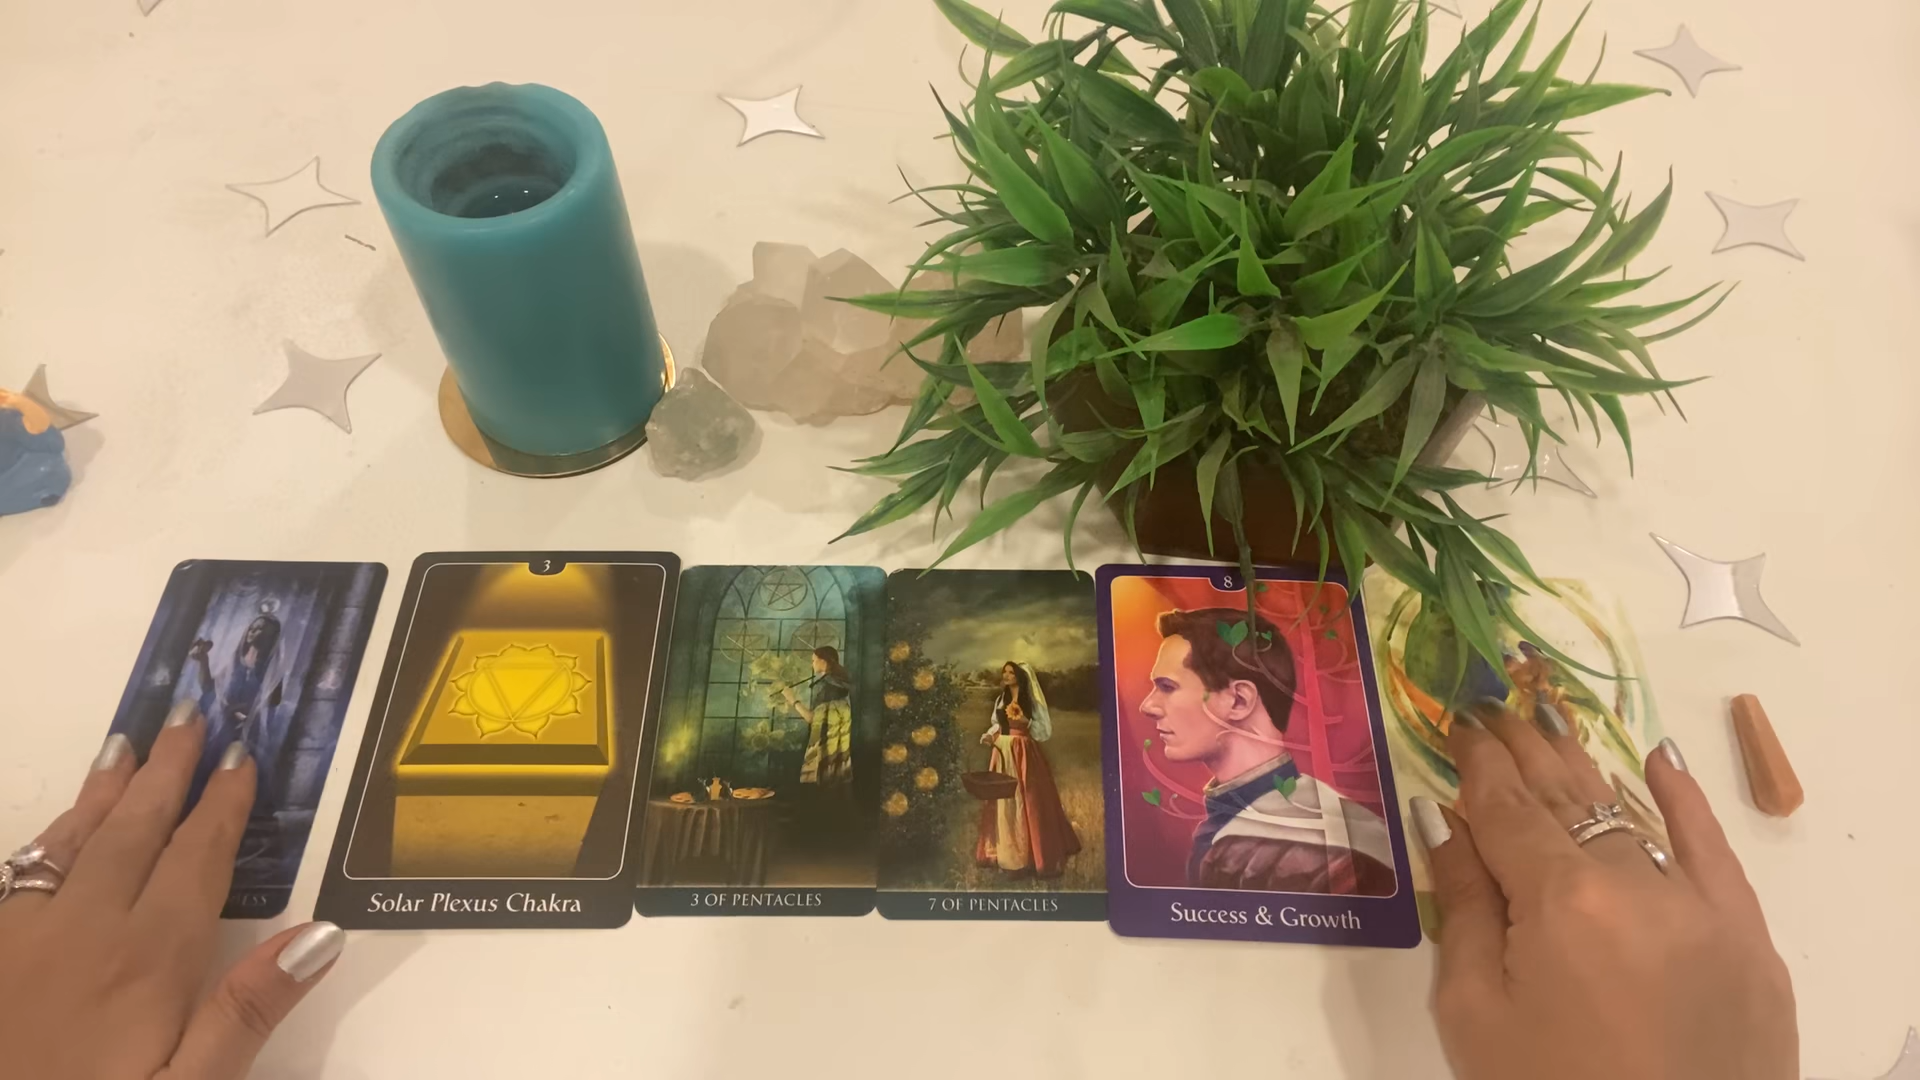 3
Solar Plexus Chakra
3 OF PENTACLES
7 OF PENTACLES
8
Success & Growth